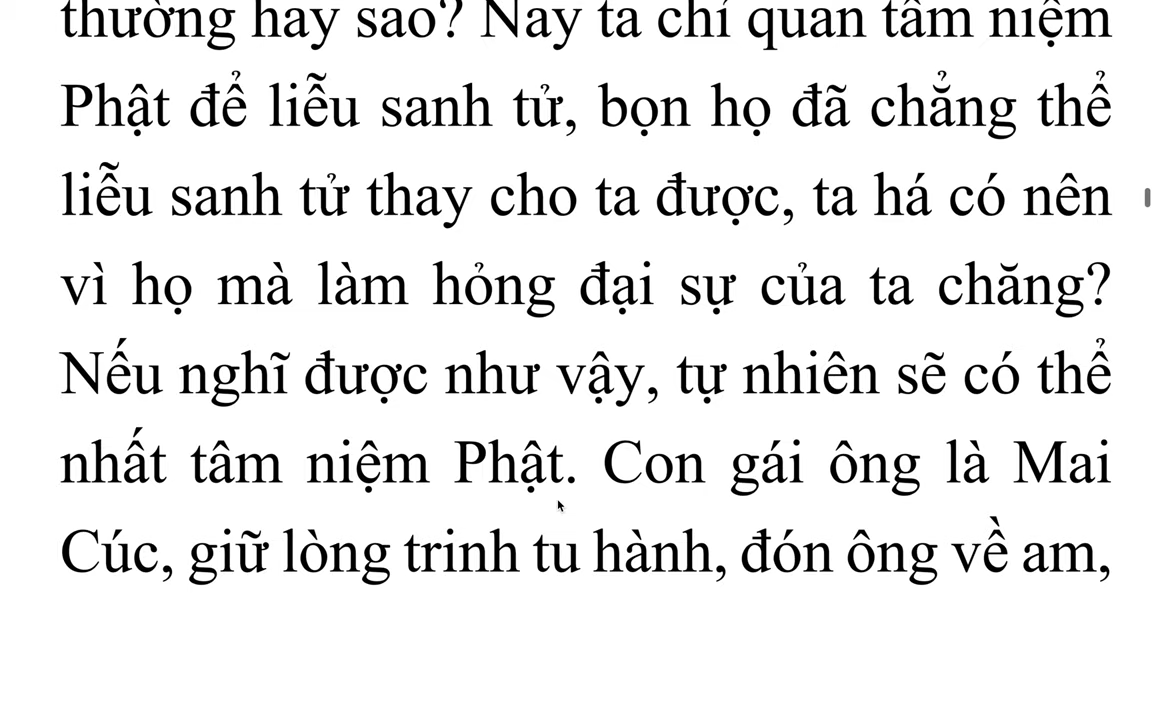 thường hay sao? Nay ta chỉ quan tâm niệm
Phật để liễu sanh tử, bọn họ đã chẳng thể
liễu sanh tử thay cho ta được, ta há có nên
vì họ mà làm hỏng đại sự của ta chăng?
Nếu nghĩ được như vậy, tự nhiên sẽ có thể
nhất tâm niệm Phật. Con gái ông là Mai
Cúc, giữ lòng trinh tu hành, đón ông về am,